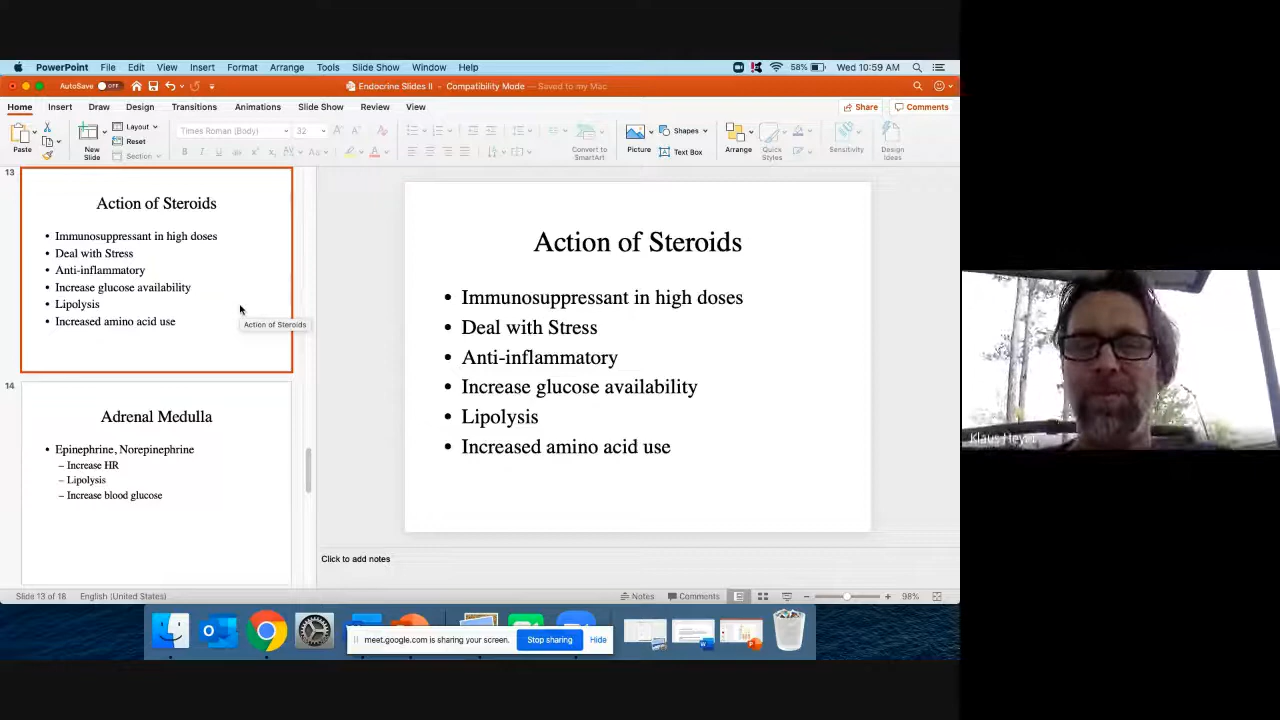 PowerPoint File Edit View Insert Format Arrange Tools Slide Show Window Help 58% Wed 10:59 AM
AutoSave OFF Endocrine Slides II - Compatibility Mode — Saved to my Mac
Home Insert Draw Design Transitions Animations Slide Show Review View Share Comments
Paste New Slide Layout Reset Section Times Roman (Body) 32 Convert to SmartArt Picture Shapes Text Box Arrange Quick Styles Sensitivity Design Ideas
13
Action of Steroids
• Immunosuppressant in high doses
• Deal with Stress
• Anti-inflammatory
• Increase glucose availability
• Lipolysis
• Increased amino acid use
Action of Steroids
14
Adrenal Medulla
• Epinephrine, Norepinephrine
– Increase HR
– Lipolysis
– Increase blood glucose
Action of Steroids
• Immunosuppressant in high doses
• Deal with Stress
• Anti-inflammatory
• Increase glucose availability
• Lipolysis
• Increased amino acid use
Click to add notes
Slide 13 of 18 English (United States) Notes Comments 98%
meet.google.com is sharing your screen. Stop sharing Hide
Klaus